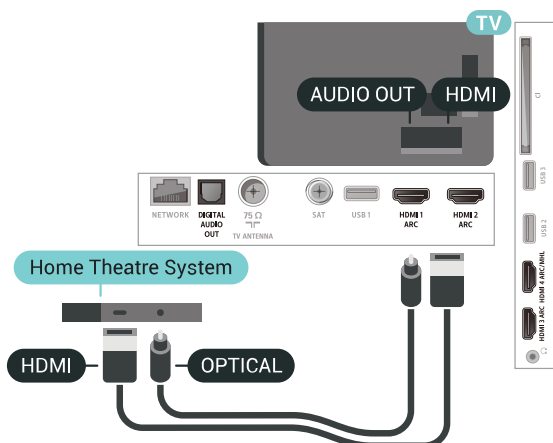 TV
AUDIO OUT
HDMI
CI
USB 3
USB 2
HDMI 4 ARC/MHL
HDMI 3 ARC
NETWORK
DIGITAL
AUDIO
OUT
75 Ω
TV ANTENNA
SAT
USB 1
HDMI 1
ARC
HDMI 2
ARC
Home Theatre System
HDMI
OPTICAL